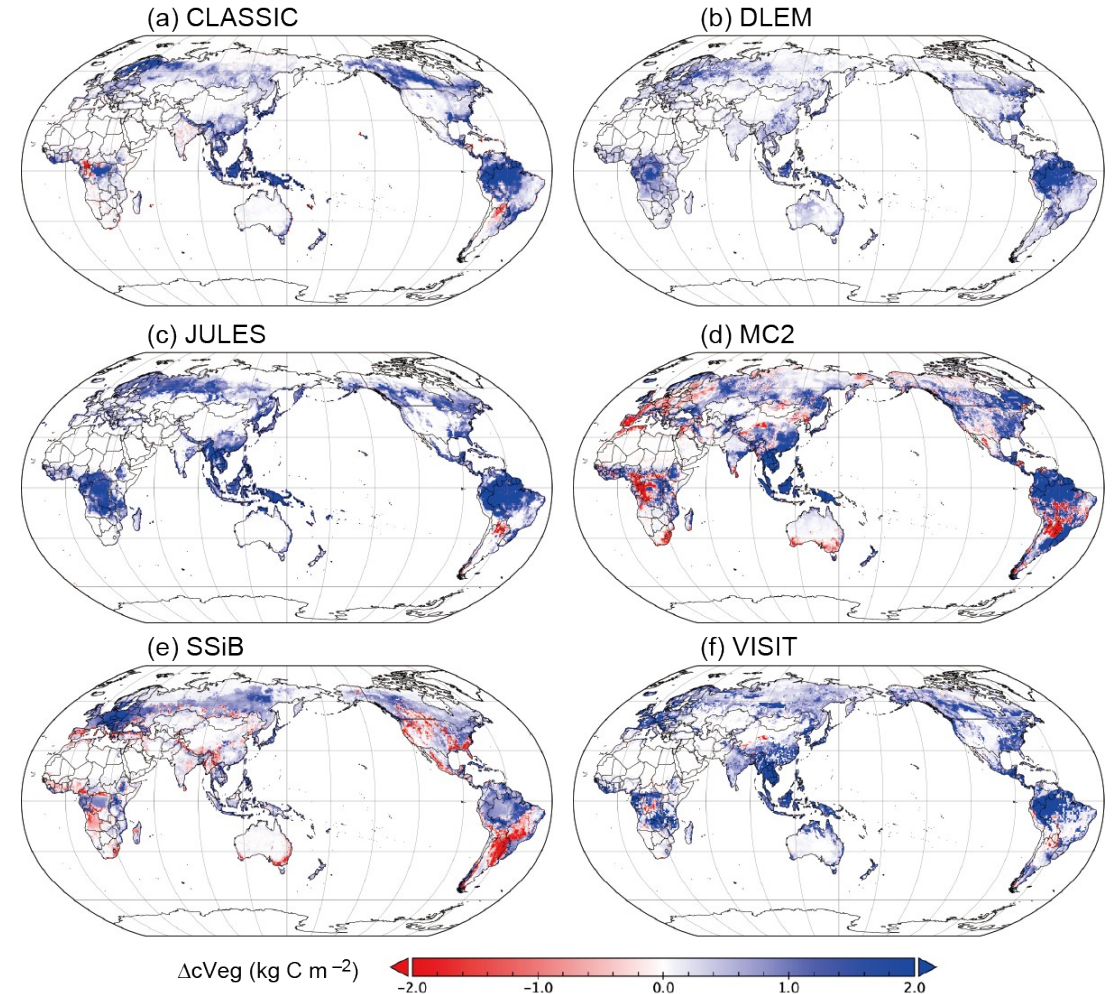 (a) CLASSIC
(b) DLEM
(c) JULES
(d) MC2
(e) SSiB
(f) VISIT
ΔcVeg (kg C m −2)
-2.0 -1.0 0.0 1.0 2.0